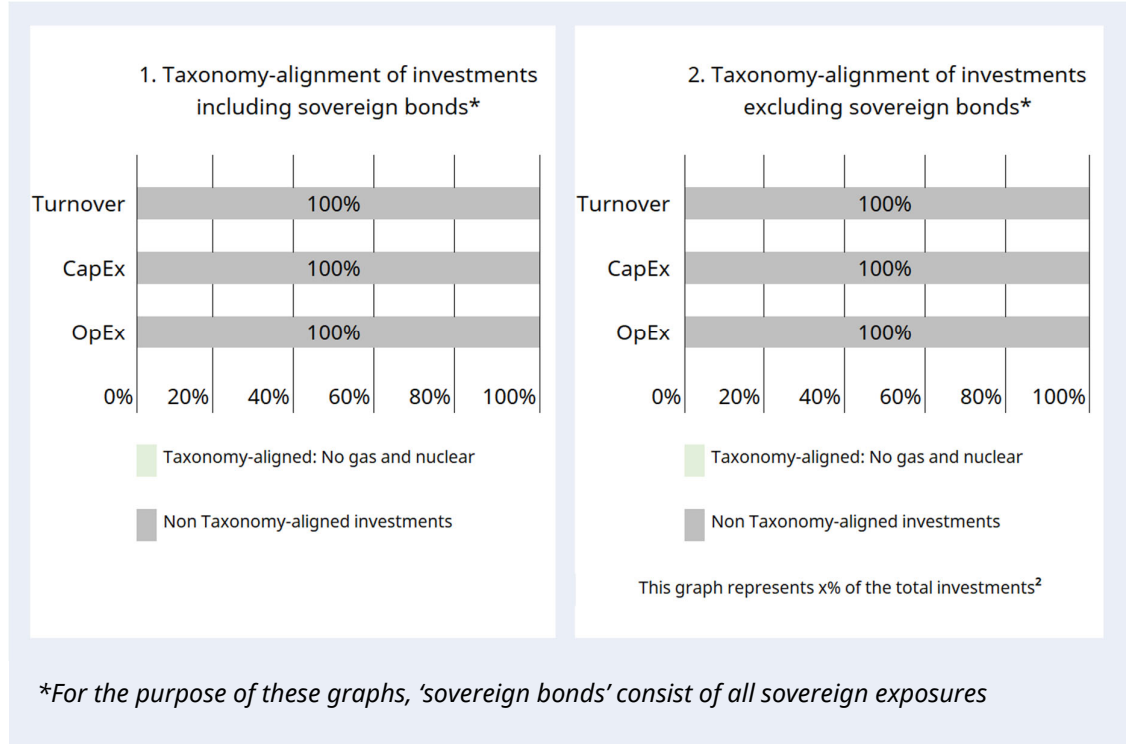 1. Taxonomy-alignment of investments
including sovereign bonds*
Turnover
100%
CapEx
100%
OpEx
100%
0% 20% 40% 60% 80% 100%
Taxonomy-aligned: No gas and nuclear
Non Taxonomy-aligned investments
2. Taxonomy-alignment of investments
excluding sovereign bonds*
Turnover
100%
CapEx
100%
OpEx
100%
0% 20% 40% 60% 80% 100%
Taxonomy-aligned: No gas and nuclear
Non Taxonomy-aligned investments
This graph represents x% of the total investments²
*For the purpose of these graphs, ‘sovereign bonds’ consist of all sovereign exposures